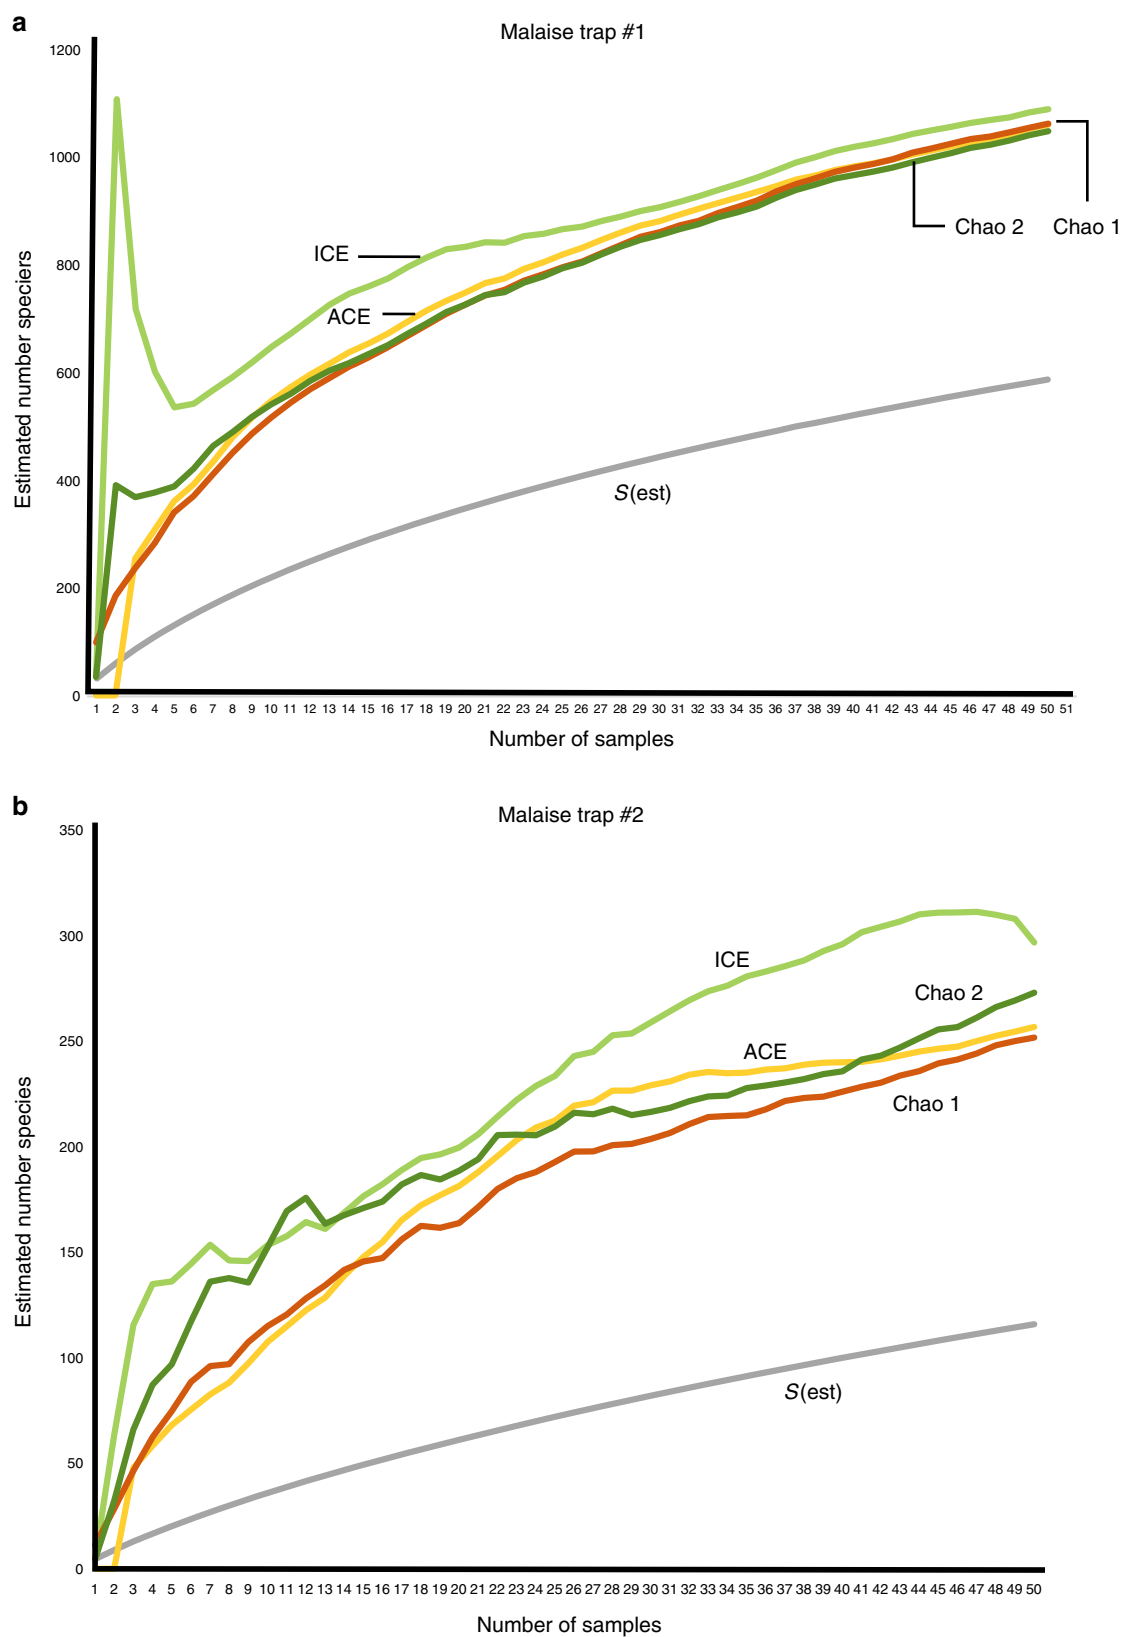 a
Malaise trap #1
1200
1000
800
600
400
200
0
Estimated number speciers
ICE
ACE
Chao 2 Chao 1
S(est)
1 2 3 4 5 6 7 8 9 10 11 12 13 14 15 16 17 18 19 20 21 22 23 24 25 26 27 28 29 30 31 32 33 34 35 36 37 38 39 40 41 42 43 44 45 46 47 48 49 50 51
Number of samples
b
Malaise trap #2
350
300
250
200
150
100
50
0
Estimated number species
ICE
Chao 2
ACE
Chao 1
S(est)
1 2 3 4 5 6 7 8 9 10 11 12 13 14 15 16 17 18 19 20 21 22 23 24 25 26 27 28 29 30 31 32 33 34 35 36 37 38 39 40 41 42 43 44 45 46 47 48 49 50
Number of samples